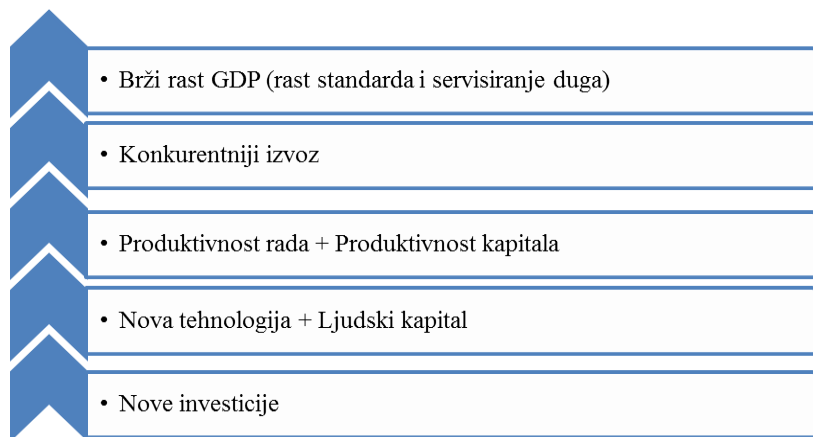 • Brži rast GDP (rast standarda i servisiranje duga)
• Konkurentniji izvoz
• Produktivnost rada + Produktivnost kapitala
• Nova tehnologija + Ljudski kapital
• Nove investicije